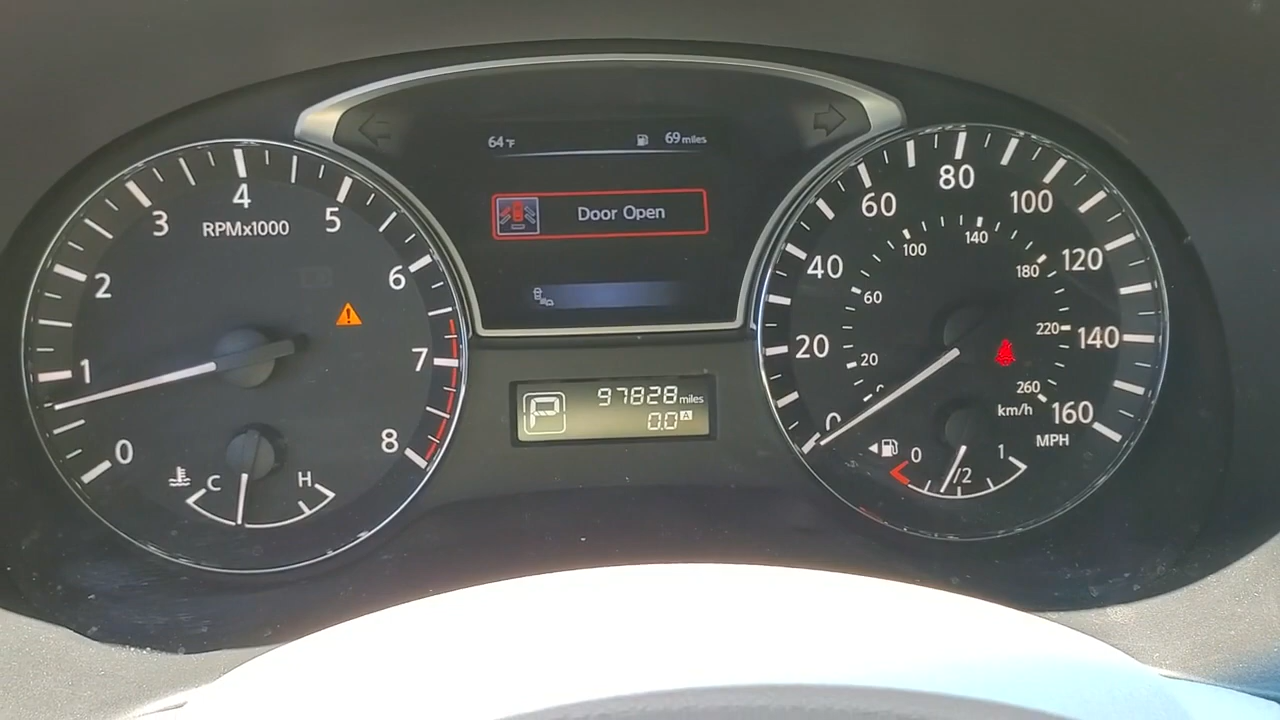 64°F 69 miles
Door Open
RPMx1000
0 1 2 3 4 5 6 7 8
C H
P
97828 miles
0.0 A
0 20 40 60 80 100 120 140 160
MPH
0 20 60 100 140 180 220 260
km/h
0 1/2 1